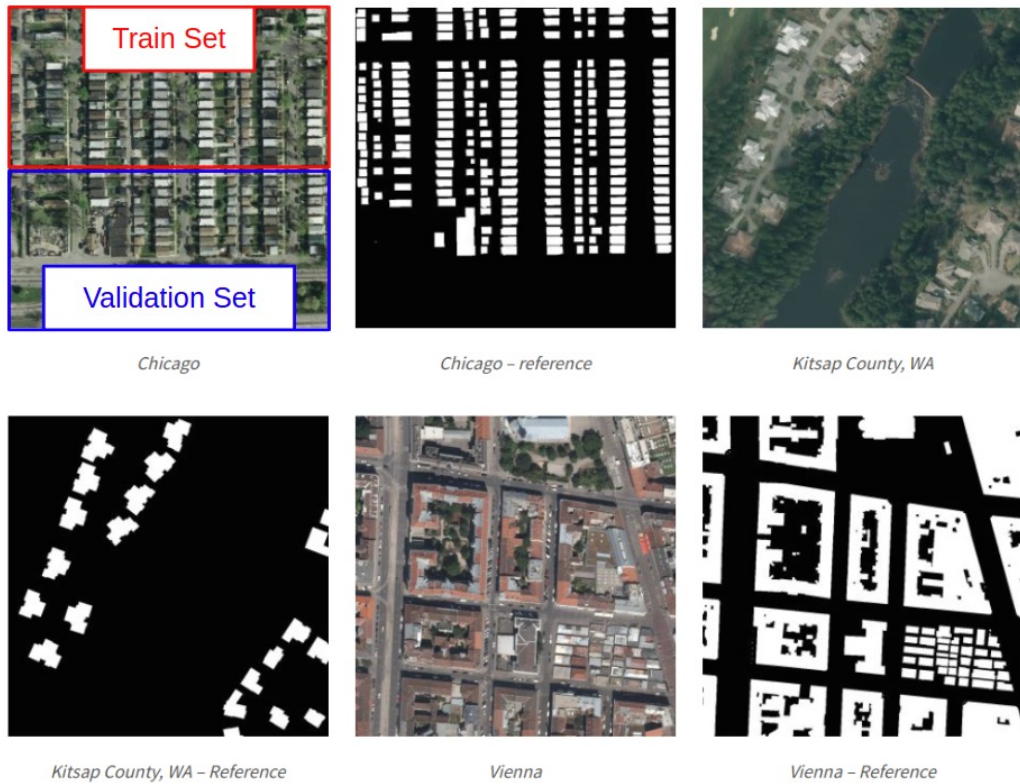 Train Set
Validation Set
Chicago
Chicago – reference
Kitsap County, WA
Kitsap County, WA – Reference
Vienna
Vienna – Reference